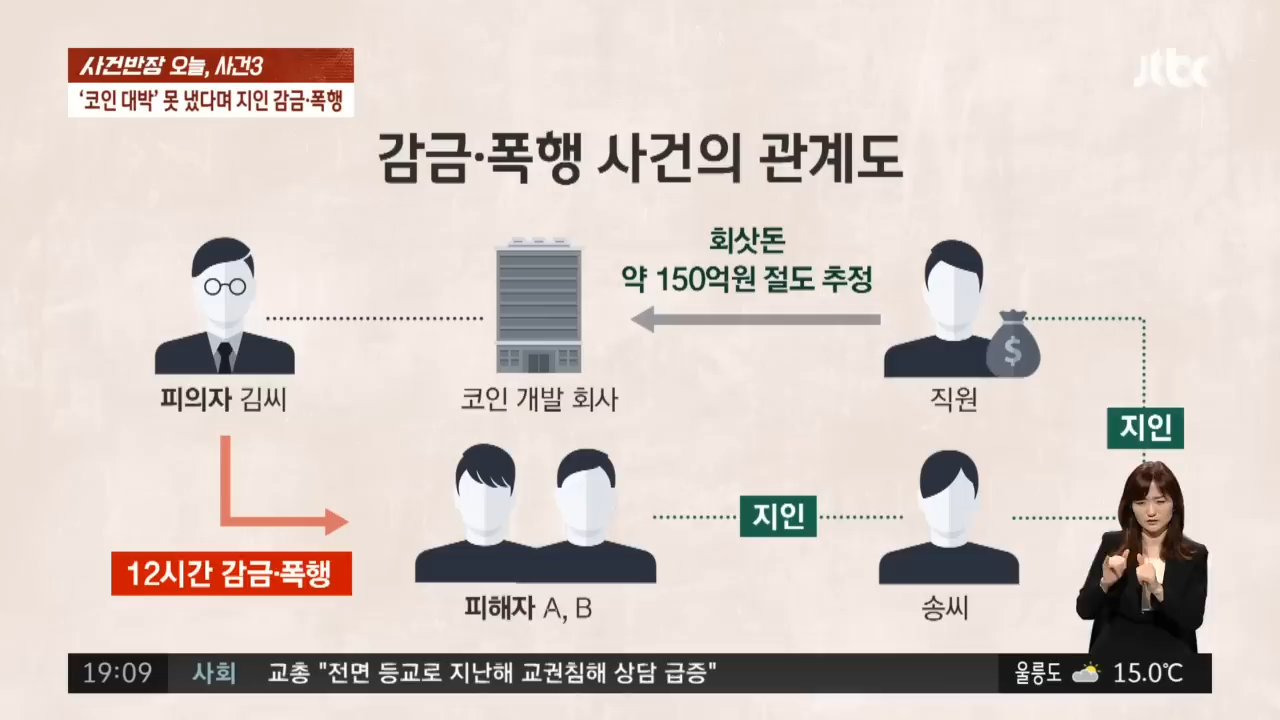 사건반장 오늘, 사건3
jtbc
‘코인 대박’ 못 냈다며 지인 감금·폭행
감금·폭행 사건의 관계도
회삿돈
약 150억원 절도 추정
$
피의자 김씨
코인 개발 회사
직원
지인
지인
12시간 감금·폭행
피해자 A, B
송씨
19:09 사회 교총 "전면 등교로 지난해 교권침해 상담 급증" 울릉도 15.0℃